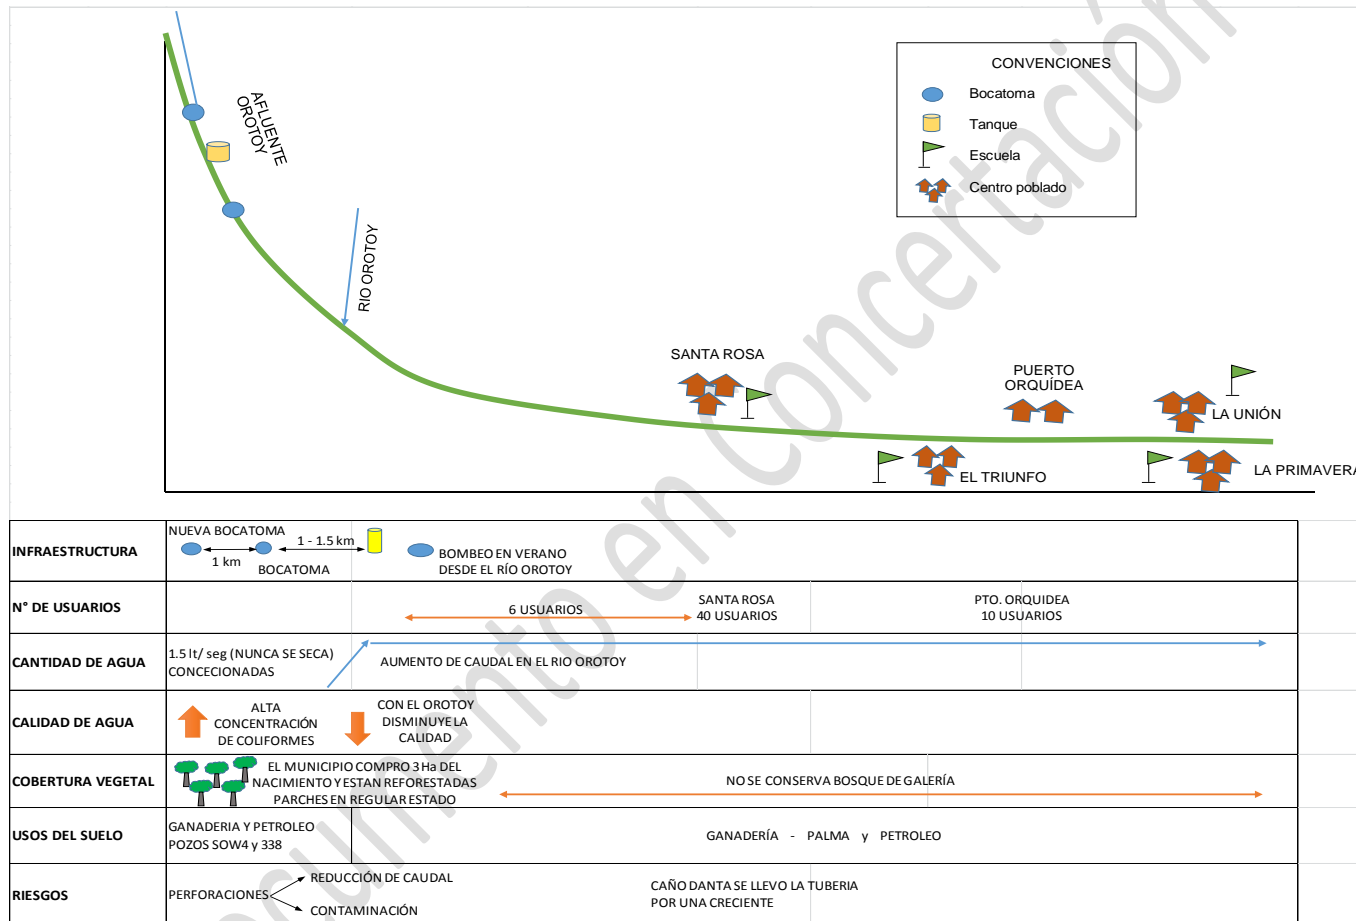 AFLUENTE
OROTOY
RIO OROTOY
CONVENCIONES
Bocatoma
Tanque
Escuela
Centro poblado
SANTA ROSA
PUERTO
ORQUÍDEA
LA UNIÓN
EL TRIUNFO
LA PRIMAVERA
INFRAESTRUCTURA
NUEVA BOCATOMA
1 km
BOCATOMA
1 - 1.5 km
BOMBEO EN VERANO
DESDE EL RÍO OROTOY
N° DE USUARIOS
6 USUARIOS
SANTA ROSA
40 USUARIOS
PTO. ORQUIDEA
10 USUARIOS
CANTIDAD DE AGUA
1.5 lt/ seg (NUNCA SE SECA)
CONCECIONADAS
AUMENTO DE CAUDAL EN EL RIO OROTOY
CALIDAD DE AGUA
ALTA
CONCENTRACIÓN
DE COLIFORMES
CON EL OROTOY
DISMINUYE LA
CALIDAD
COBERTURA VEGETAL
EL MUNICIPIO COMPRO 3 Ha DEL
NACIMIENTO Y ESTAN REFORESTADAS
PARCHES EN REGULAR ESTADO
NO SE CONSERVA BOSQUE DE GALERÍA
USOS DEL SUELO
GANADERIA Y PETROLEO
POZOS SOW4 y 338
GANADERÍA - PALMA y PETROLEO
RIESGOS
PERFORACIONES
REDUCCIÓN DE CAUDAL
CONTAMINACIÓN
CAÑO DANTA SE LLEVO LA TUBERIA
POR UNA CRECIENTE
ocumento en Concertación